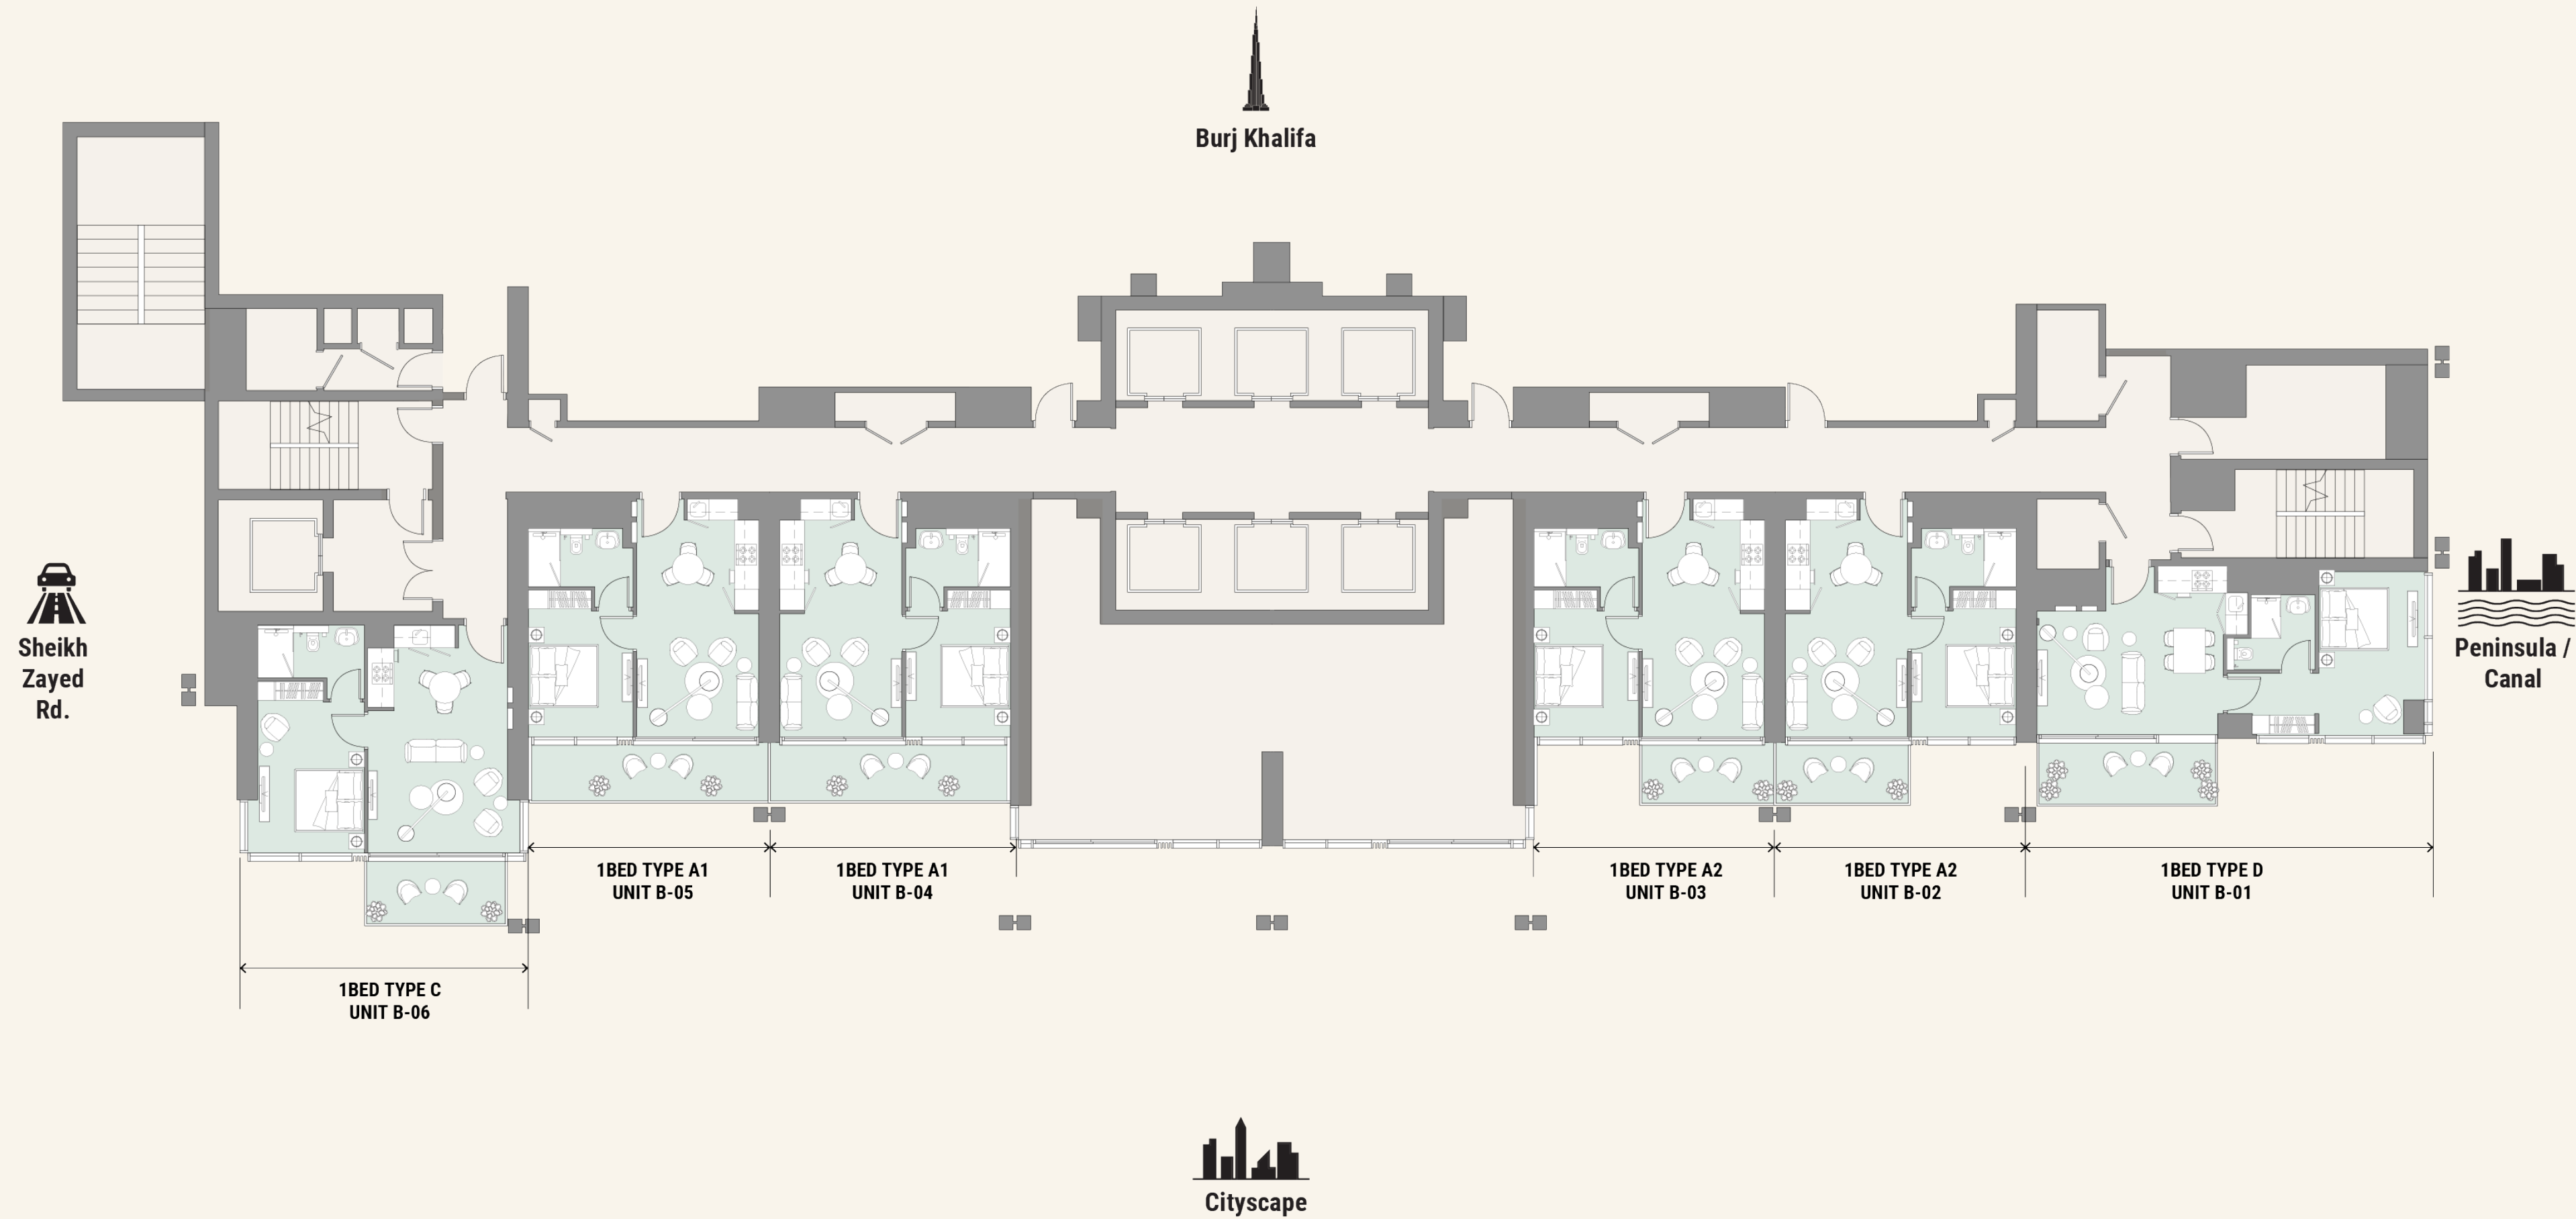 Burj Khalifa
Sheikh
Zayed
Rd.
Peninsula /
Canal
1BED TYPE A1
UNIT B-05
1BED TYPE A1
UNIT B-04
1BED TYPE A2
UNIT B-03
1BED TYPE A2
UNIT B-02
1BED TYPE D
UNIT B-01
1BED TYPE C
UNIT B-06
Cityscape